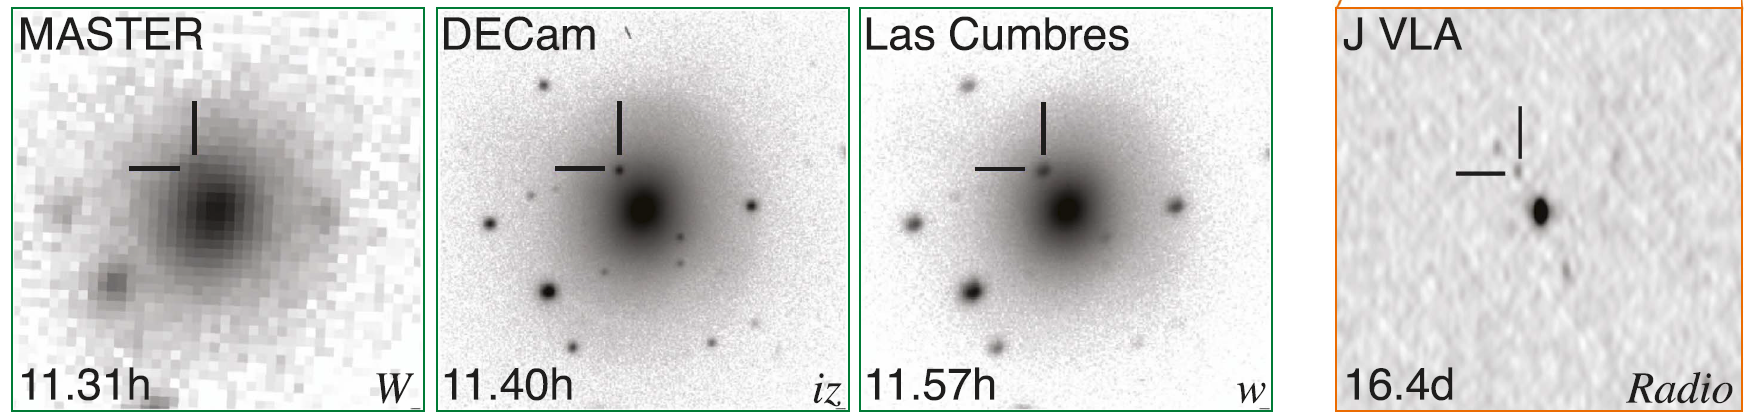 MASTER
11.31h W
DECam
11.40h iz
Las Cumbres
11.57h w
J VLA
16.4d Radio